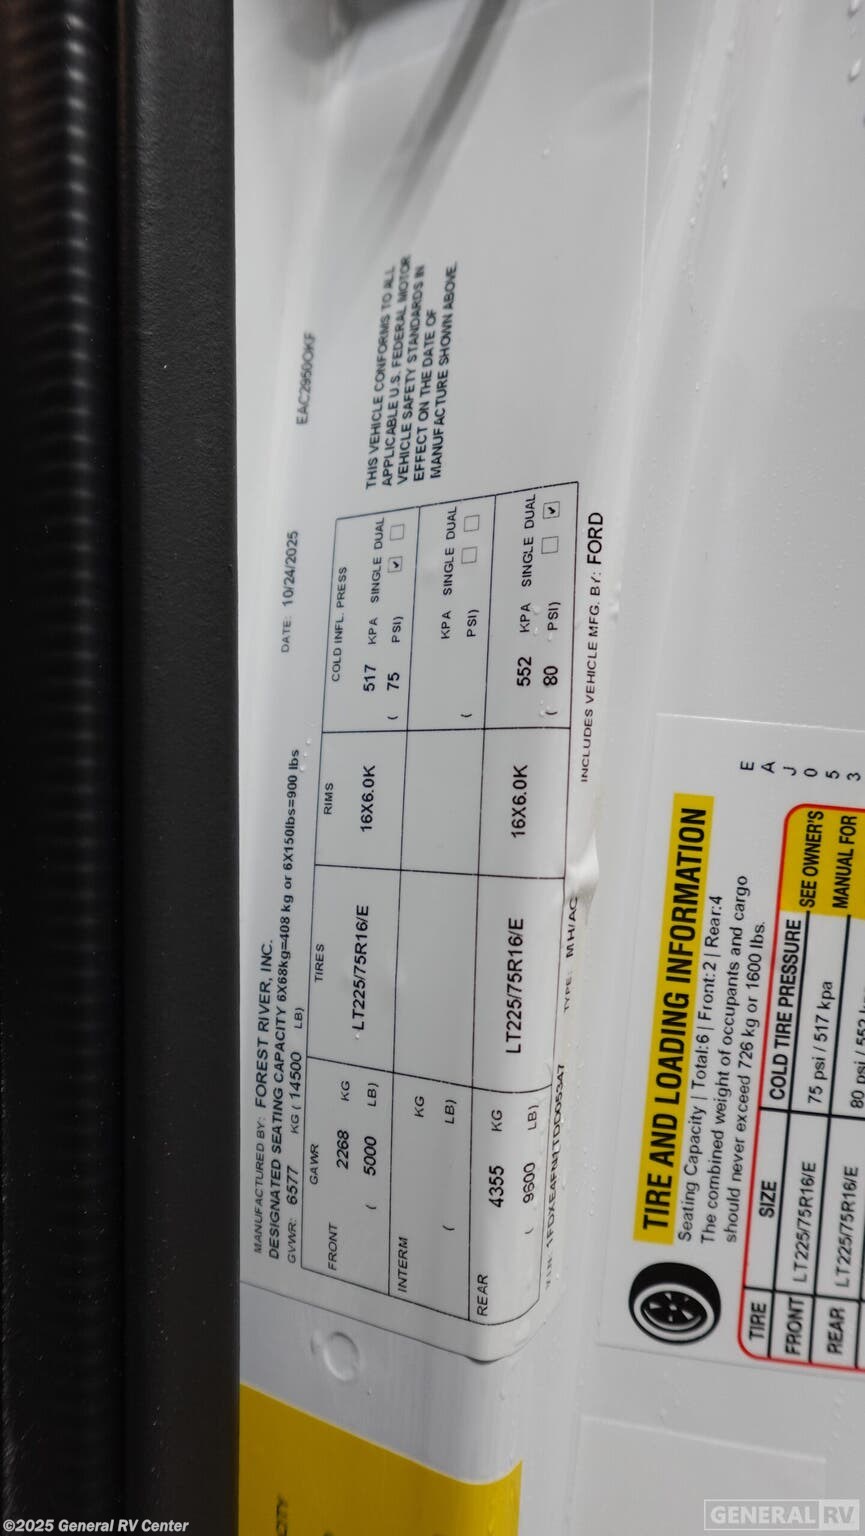 MANUFACTURED BY: FOREST RIVER, INC.
DESIGNATED SEATING CAPACITY 6X68kg=408 kg or 6X150lbs=900 lbs
DATE: 10/24/2025
EAC2950OKF
GVWR: 6577 KG ( 14500 LB)
GAWR TIRES RIMS COLD INFL. PRESS
FRONT 2268 KG LT225/75R16/E 16X6.0K 517 KPA SINGLE DUAL
( 5000 LB) ( 75 PSI)
INTERM KG KPA SINGLE DUAL
( LB) ( PSI)
REAR 4355 KG LT225/75R16/E 16X6.0K 552 KPA SINGLE DUAL
( 9600 LB) ( 80 PSI)
TYPE: MH/AC
INCLUDES VEHICLE MFG. BY: FORD
THIS VEHICLE CONFORMS TO ALL
APPLICABLE U.S. FEDERAL MOTOR
VEHICLE SAFETY STANDARDS IN
EFFECT ON THE DATE OF
MANUFACTURE SHOWN ABOVE.
TIRE AND LOADING INFORMATION
Seating Capacity | Total:6 | Front:2 | Rear:4
The combined weight of occupants and cargo
should never exceed 726 kg or 1600 lbs.
EAJ053
TIRE SIZE COLD TIRE PRESSURE SEE OWNER'S
FRONT LT225/75R16/E 75 psi / 517 kpa MANUAL FOR
REAR LT225/75R16/E 80 psi / 552
©2025 General RV Center
GENERAL RV